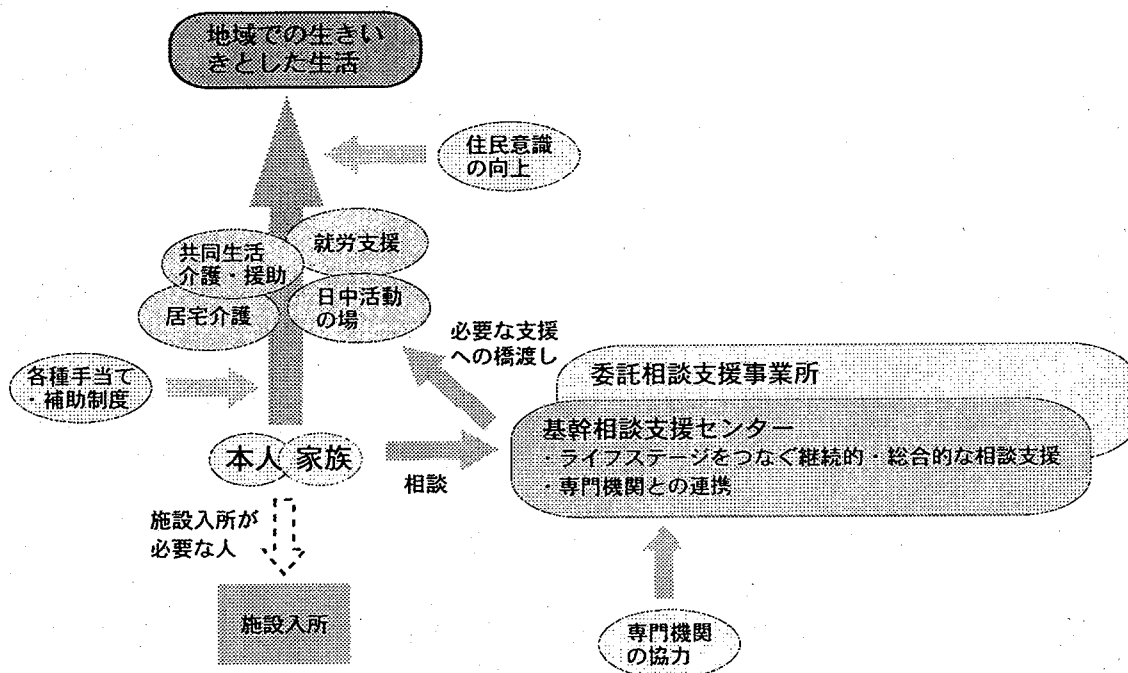 地域での生きい
きとした生活
住民意識
の向上
就労支援
共同生活
介護・援助
日中活動
の場
居宅介護
必要な支援
への橋渡し
各種手当て
・補助制度
委託相談支援事業所
基幹相談支援センター
・ライフステージをつなぐ継続的・総合的な相談支援
・専門機関との連携
本人 家族
相談
施設入所が
必要な人
施設入所
専門機関
の協力